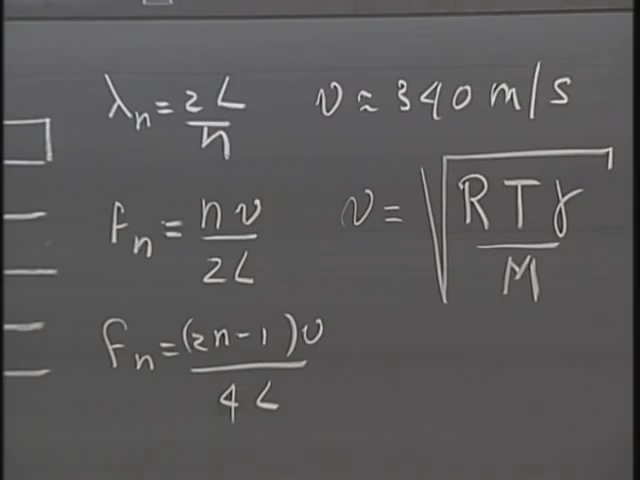 λn = 2L/n
v ≈ 340 m/s
fn = nv/2L
v = √(RTγ/M)
fn = (2n-1)v/4L